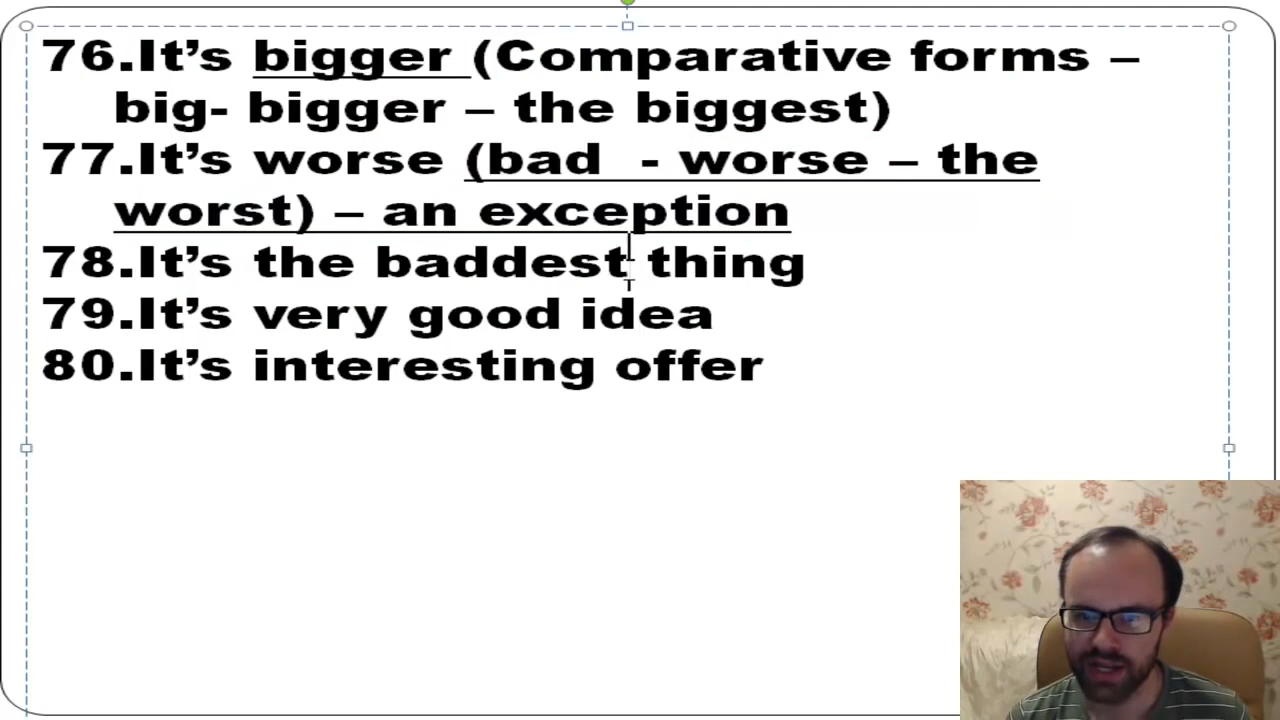 76.It’s bigger (Comparative forms –
big- bigger – the biggest)
77.It’s worse (bad - worse – the
worst) – an exception
78.It’s the baddest thing
79.It’s very good idea
80.It’s interesting offer